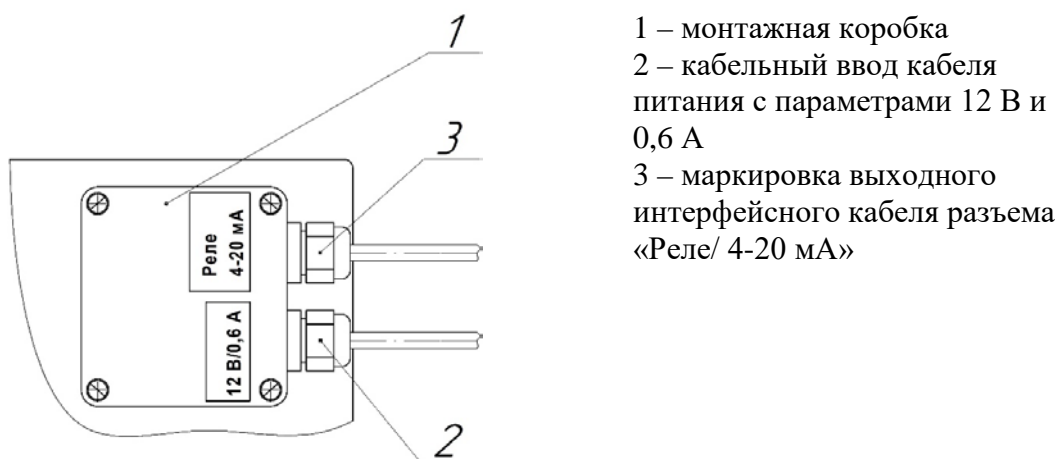 1
3
Реле
4-20 мА
12 В/0,6 А
2
1 – монтажная коробка
2 – кабельный ввод кабеля
питания с параметрами 12 В и
0,6 А
3 – маркировка выходного
интерфейсного кабеля разъема
«Реле/ 4-20 мА»